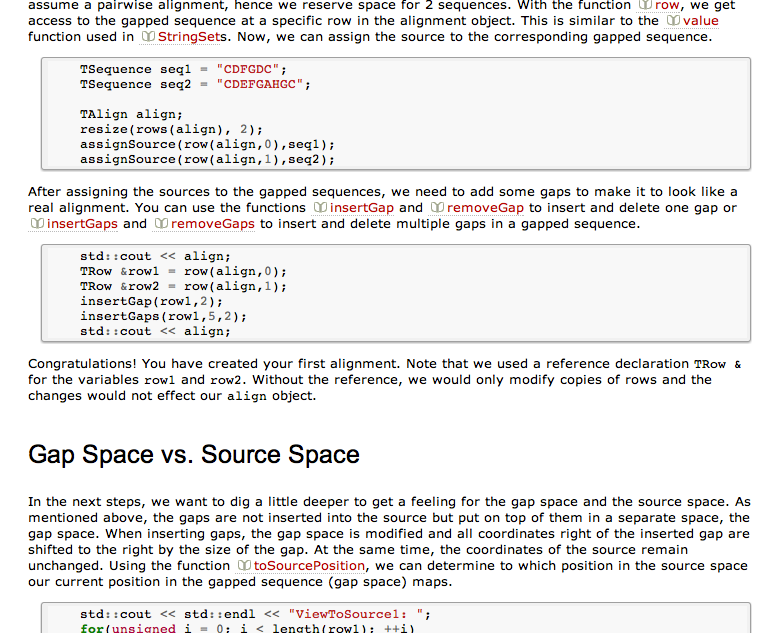 assume a pairwise alignment, hence we reserve space for 2 sequences. With the function row, we get
access to the gapped sequence at a specific row in the alignment object. This is similar to the value
function used in StringSets. Now, we can assign the source to the corresponding gapped sequence.
TSequence seq1 = "CDFGDC";
TSequence seq2 = "CDEFGAHGC";
TAlign align;
resize(rows(align), 2);
assignSource(row(align,0),seq1);
assignSource(row(align,1),seq2);
After assigning the sources to the gapped sequences, we need to add some gaps to make it to look like a
real alignment. You can use the functions insertGap and removeGap to insert and delete one gap or
insertGaps and removeGaps to insert and delete multiple gaps in a gapped sequence.
std::cout << align;
TRow &row1 = row(align,0);
TRow &row2 = row(align,1);
insertGap(row1,2);
insertGaps(row1,5,2);
std::cout << align;
Congratulations! You have created your first alignment. Note that we used a reference declaration TRow &
for the variables row1 and row2. Without the reference, we would only modify copies of rows and the
changes would not effect our align object.
Gap Space vs. Source Space
In the next steps, we want to dig a little deeper to get a feeling for the gap space and the source space. As
mentioned above, the gaps are not inserted into the source but put on top of them in a separate space, the
gap space. When inserting gaps, the gap space is modified and all coordinates right of the inserted gap are
shifted to the right by the size of the gap. At the same time, the coordinates of the source remain
unchanged. Using the function toSourcePosition, we can determine to which position in the source space
our current position in the gapped sequence (gap space) maps.
std::cout << std::endl << "ViewToSource1: ";
for(unsigned i = 0; i < length(row1); ++i)